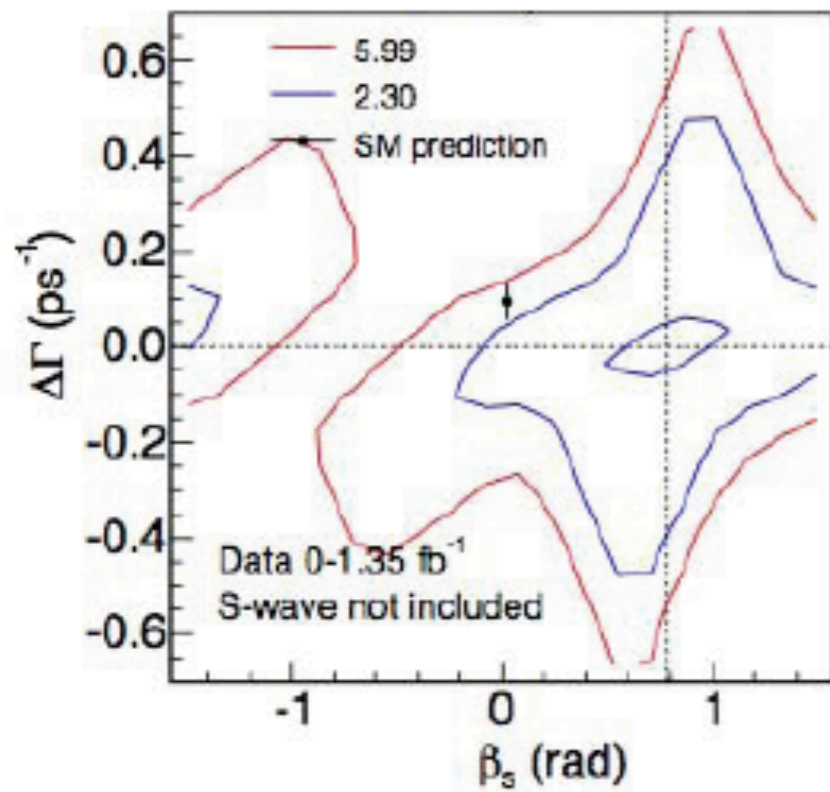 5.99
2.30
SM prediction
0.6
0.4
0.2
0.0
-0.2
-0.4
-0.6
ΔΓ (ps⁻¹)
Data 0-1.35 fb⁻¹
S-wave not included
-1 0 1
βₛ (rad)